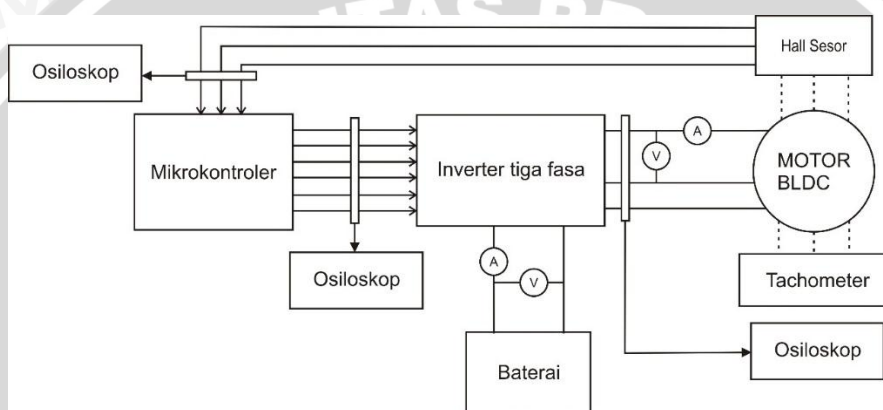 Hall Sesor
Osiloskop
Mikrokontroler
Inverter tiga fasa
A
V
MOTOR
BLDC
Osiloskop
A
V
Tachometer
Baterai
Osiloskop